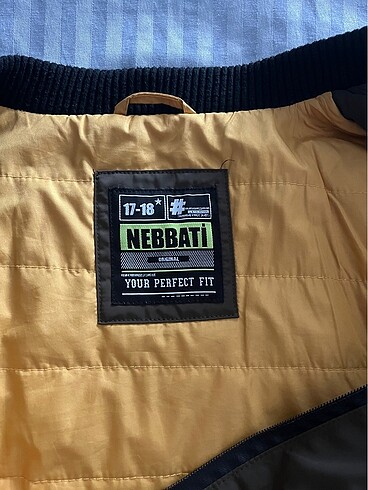 17-18* #
NEBBATİ
ORIGINAL
YOUR PERFECT FIT